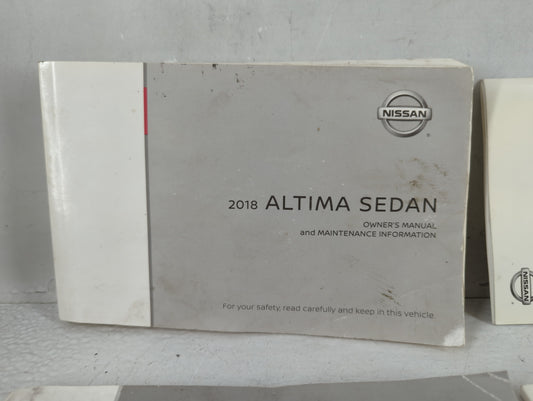 NISSAN
®
2018 ALTIMA SEDAN
OWNER'S MANUAL
and MAINTENANCE INFORMATION
For your safety, read carefully and keep in this vehicle.
NISSAN